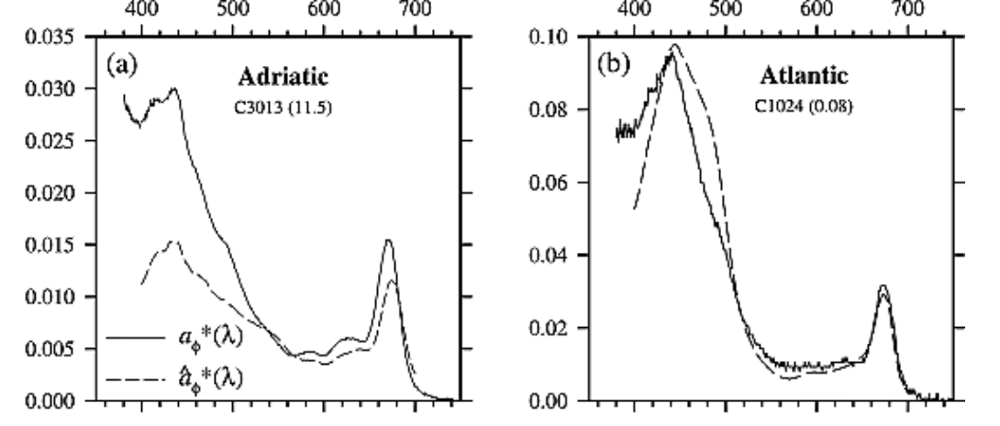 400 500 600 700
400 500 600 700
0.035
0.030
0.025
0.020
0.015
0.010
0.005
0.000
(a)
Adriatic
C3013 (11.5)
aϕ*(λ)
âϕ*(λ)
0.10
0.08
0.06
0.04
0.02
0.00
(b)
Atlantic
C1024 (0.08)